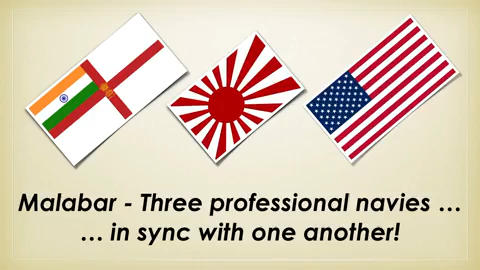 Malabar - Three professional navies ...
... in sync with one another!